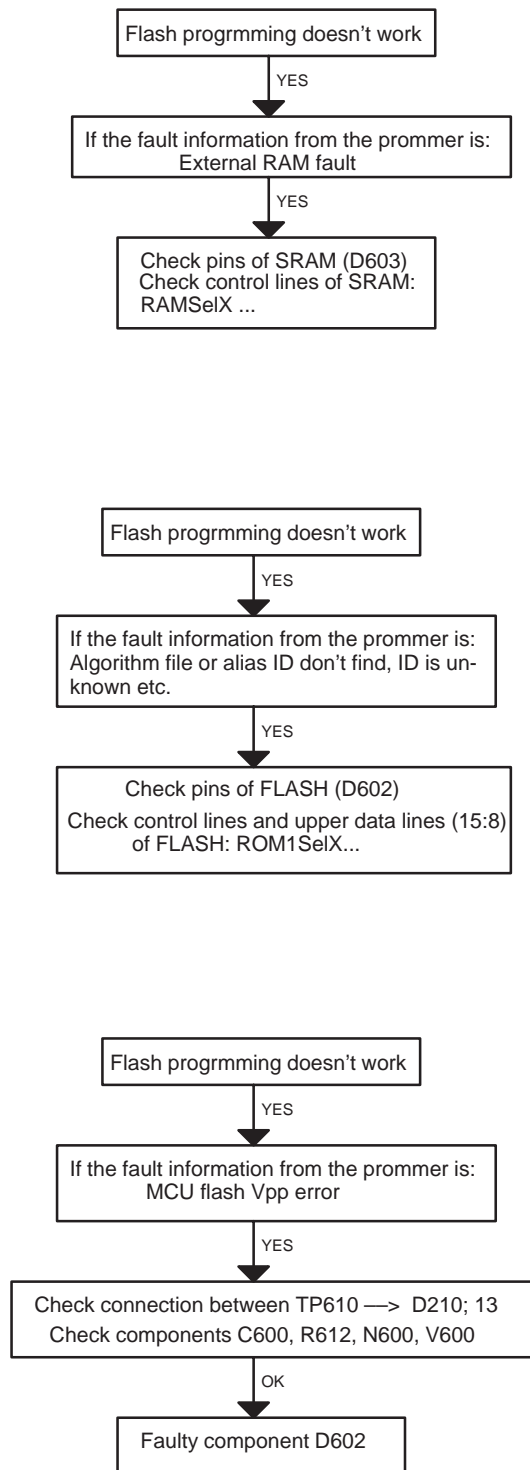 Flash progrmming doesn't work
YES
If the fault information from the prommer is:
External RAM fault
YES
Check pins of SRAM (D603)
Check control lines of SRAM:
RAMSelX ...
Flash progrmming doesn't work
YES
If the fault information from the prommer is:
Algorithm file or alias ID don't find, ID is un-
known etc.
YES
Check pins of FLASH (D602)
Check control lines and upper data lines (15:8)
of FLASH: ROM1SelX...
Flash progrmming doesn't work
YES
If the fault information from the prommer is:
MCU flash Vpp error
YES
Check connection between TP610 —> D210; 13
Check components C600, R612, N600, V600
OK
Faulty component D602